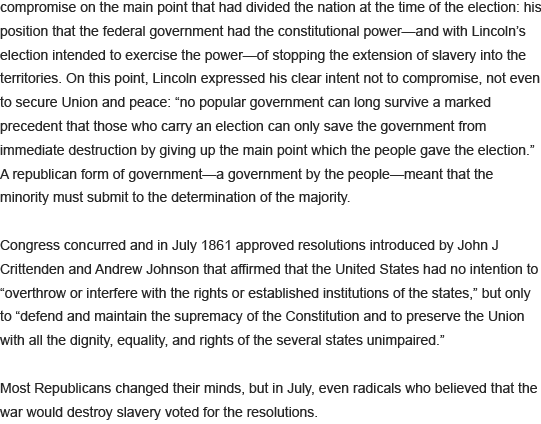 compromise on the main point that had divided the nation at the time of the election: his
position that the federal government had the constitutional power—and with Lincoln’s
election intended to exercise the power—of stopping the extension of slavery into the
territories. On this point, Lincoln expressed his clear intent not to compromise, not even
to secure Union and peace: “no popular government can long survive a marked
precedent that those who carry an election can only save the government from
immediate destruction by giving up the main point which the people gave the election.”
A republican form of government—a government by the people—meant that the
minority must submit to the determination of the majority.
Congress concurred and in July 1861 approved resolutions introduced by John J
Crittenden and Andrew Johnson that affirmed that the United States had no intention to
“overthrow or interfere with the rights or established institutions of the states,” but only
to “defend and maintain the supremacy of the Constitution and to preserve the Union
with all the dignity, equality, and rights of the several states unimpaired.”
Most Republicans changed their minds, but in July, even radicals who believed that the
war would destroy slavery voted for the resolutions.